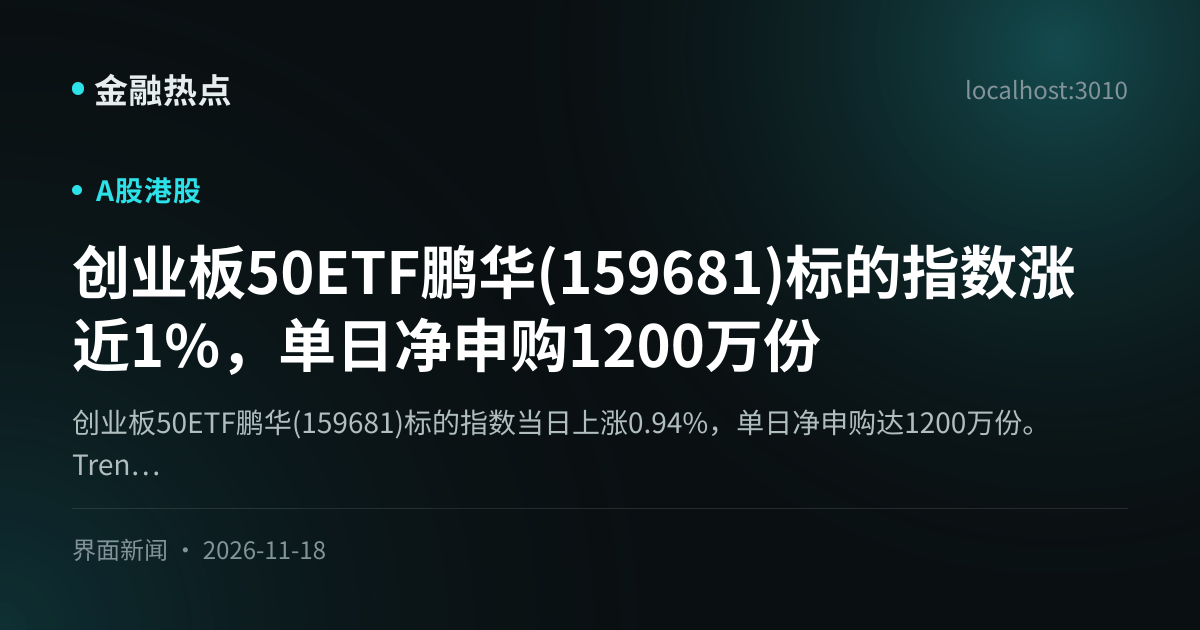 金融热点
localhost:3010
A股港股
创业板50ETF鹏华(159681)标的指数涨
近1%，单日净申购1200万份
创业板50ETF鹏华(159681)标的指数当日上涨0.94%，单日净申购达1200万份。
Tren…
界面新闻 • 2026-11-18